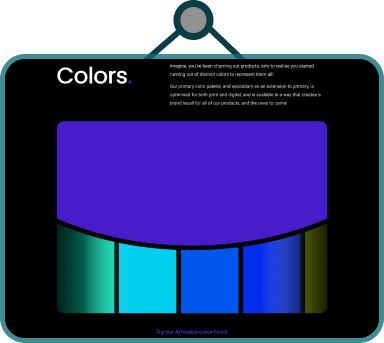 Colors.
Imagine, you've been churning out products, only to realise you started
running out of distinct colors to represent them all!
Our primary color palette, and secondary as an extension to primary, is
optimised for both print and digital, and is scalable in a way that creates a
brand recall for all of our products, and the ones to come!
Try our Amoeba color tools